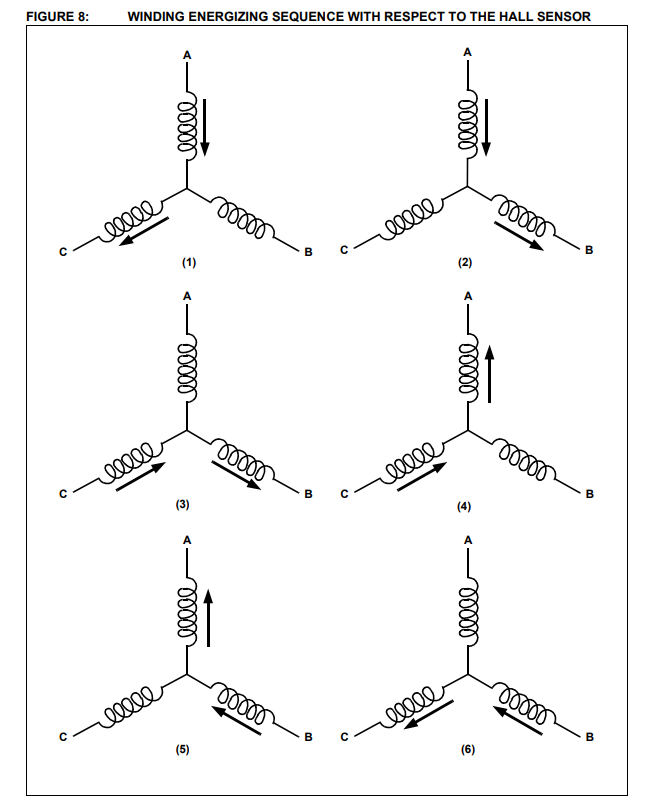 FIGURE 8: WINDING ENERGIZING SEQUENCE WITH RESPECT TO THE HALL SENSOR
A A
C B C B
(1) (2)
A A
C B C B
(3) (4)
A A
C B C B
(5) (6)